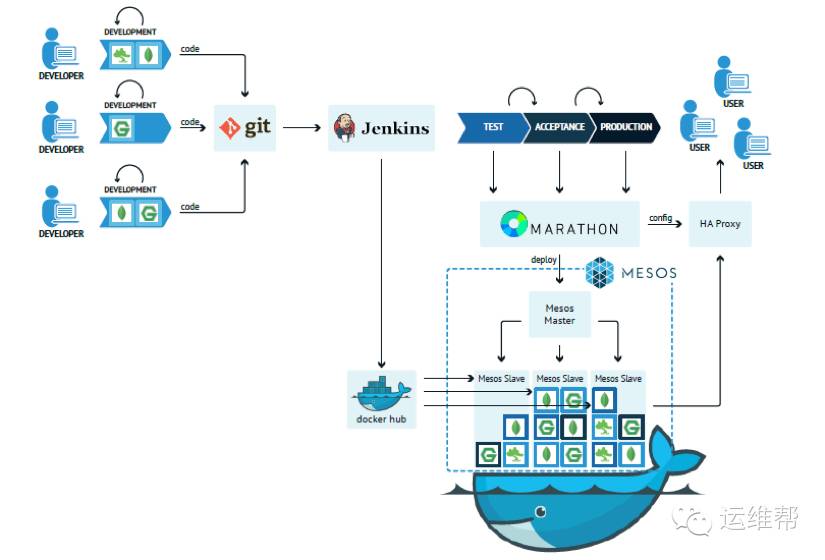 DEVELOPMENT
code
DEVELOPER
DEVELOPMENT
code
DEVELOPER
DEVELOPMENT
code
DEVELOPER
git
Jenkins
TEST
ACCEPTANCE
PRODUCTION
USER
USER
USER
MARATHON
config
HA Proxy
deploy
MESOS
Mesos
Master
docker hub
Mesos Slave
Mesos Slave
Mesos Slave
运维帮